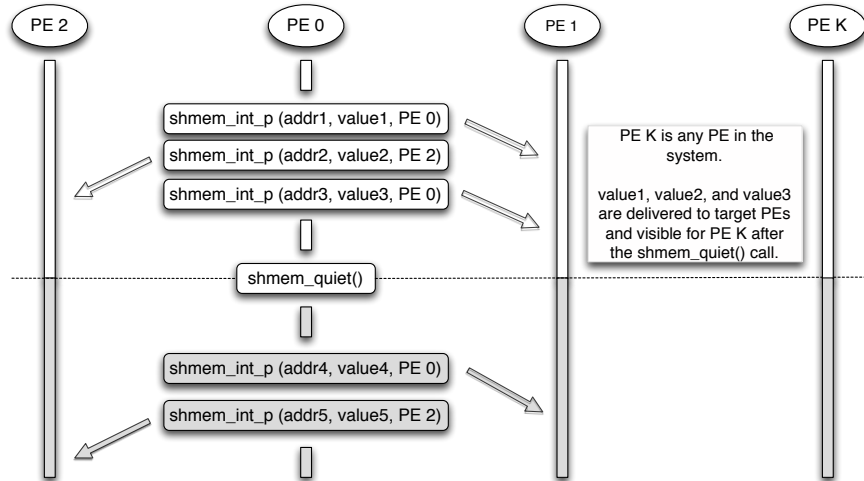 PE 2
PE 0
PE 1
PE K
shmem_int_p (addr1, value1, PE 0)
shmem_int_p (addr2, value2, PE 2)
shmem_int_p (addr3, value3, PE 0)
PE K is any PE in the
system.
value1, value2, and value3
are delivered to target PEs
and visible for PE K after
the shmem_quiet() call.
shmem_quiet()
shmem_int_p (addr4, value4, PE 0)
shmem_int_p (addr5, value5, PE 2)